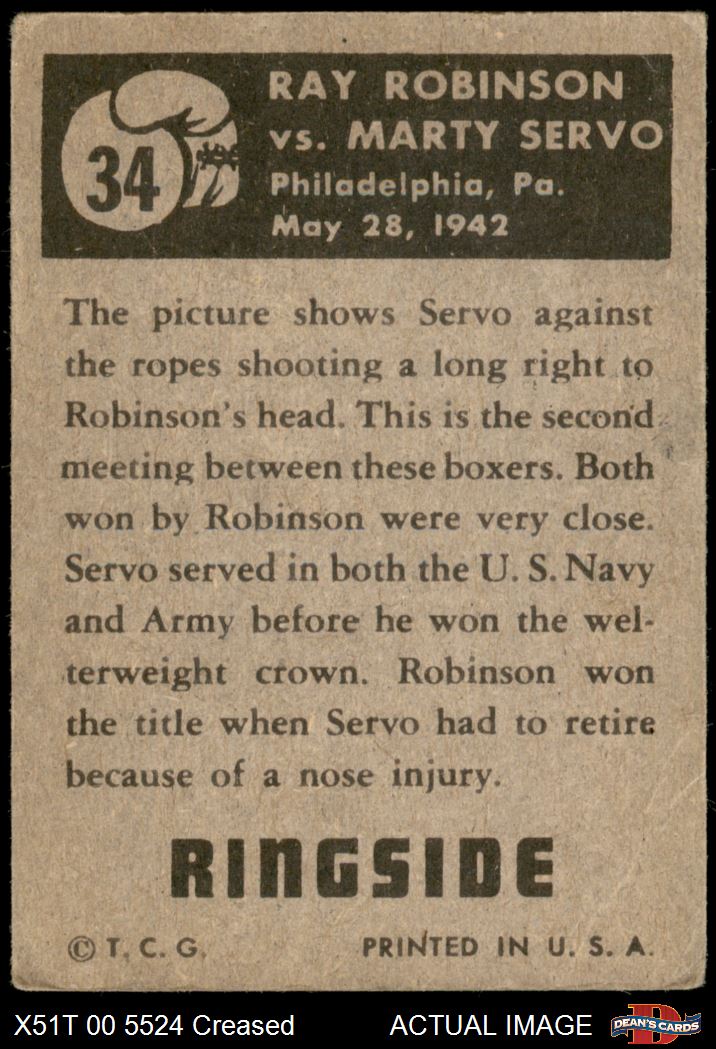 34
RAY ROBINSON
vs. MARTY SERVO
Philadelphia, Pa.
May 28, 1942
The picture shows Servo against
the ropes shooting a long right to
Robinson's head. This is the second
meeting between these boxers. Both
won by Robinson were very close.
Servo served in both the U. S. Navy
and Army before he won the wel-
terweight crown. Robinson won
the title when Servo had to retire
because of a nose injury.
RINGSIDE
© T. C. G. PRINTED IN U. S. A.
X51T 00 5524 Creased ACTUAL IMAGE DEAN'S CARDS